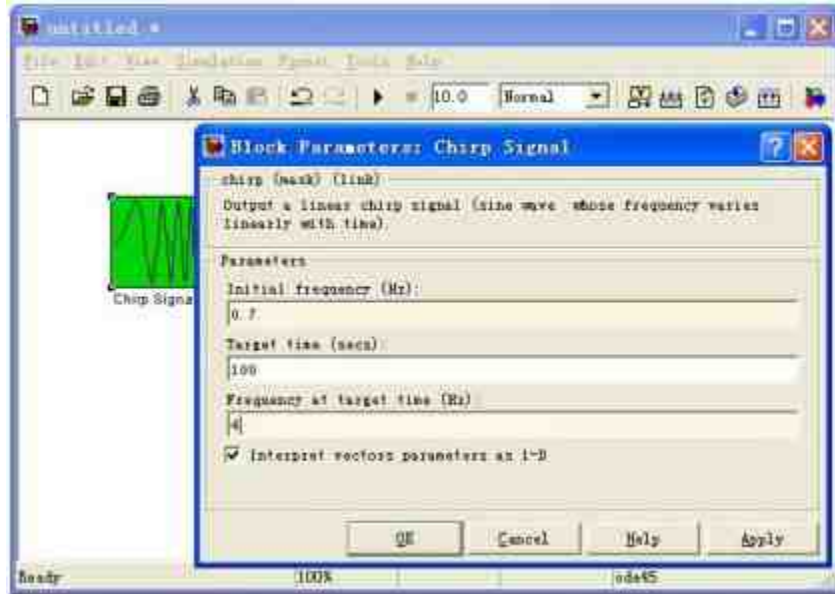 untitled *
File Edit View Simulation Format Tools Help
10.0 Normal
Block Parameters: Chirp Signal
chirp (mask) (link)
Output a linear chirp signal (sine wave whose frequency varies
linearly with time).
Parameters
Initial frequency (Hz):
0.7
Target time (secs):
100
Frequency at target time (Hz):
4
Interpret vectors parameters as 1-D
OK Cancel Help Apply
Chirp Signa
Ready 100% ode45